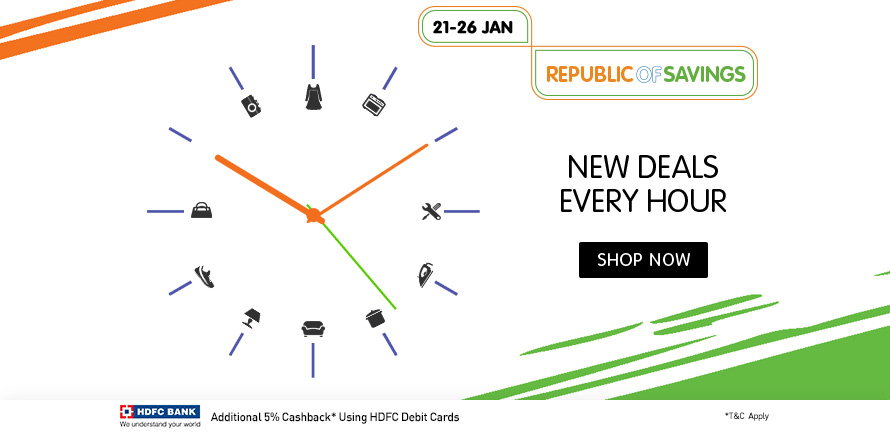 21-26 JAN
REPUBLIC OF SAVINGS
NEW DEALS
EVERY HOUR
SHOP NOW
HDFC BANK
We understand your world
Additional 5% Cashback* Using HDFC Debit Cards
*T&C Apply